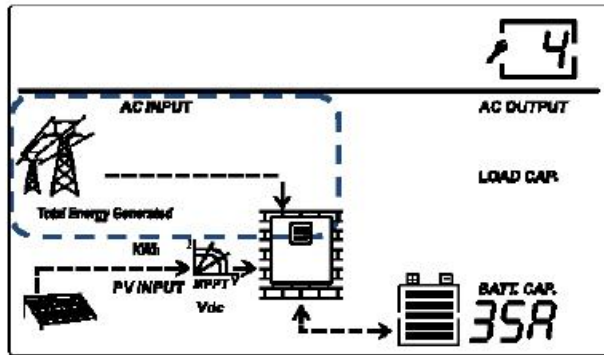 4
AC INPUT AC OUTPUT
LOAD CAP.
Total Energy Generated
KWh
MPPT
PV INPUT
Vdc
BATT. CAP.
35A